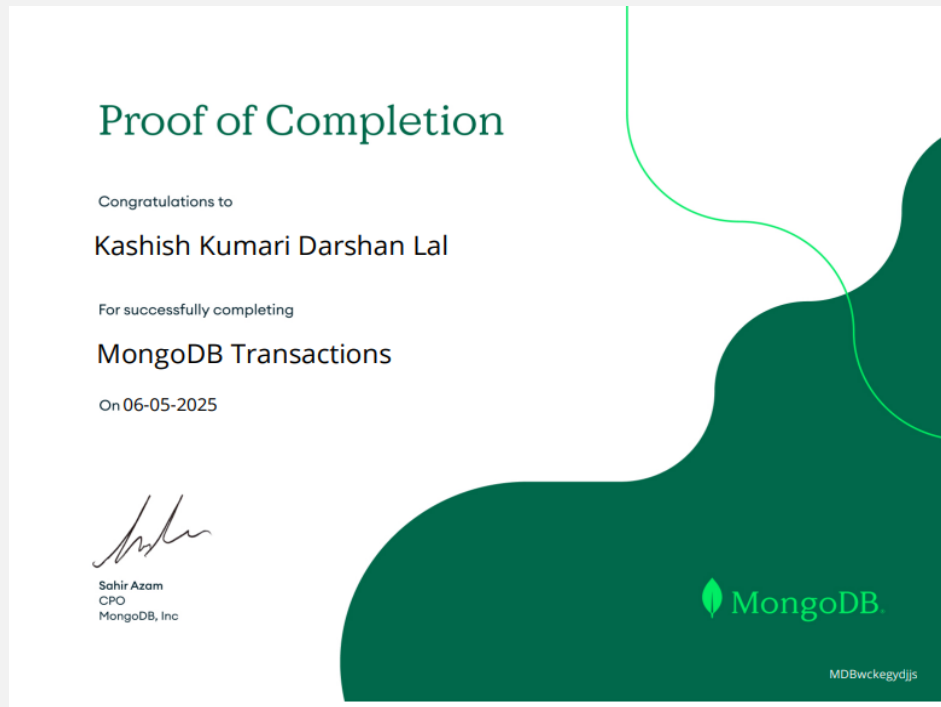 Proof of Completion
Congratulations to
Kashish Kumari Darshan Lal
For successfully completing
MongoDB Transactions
On 06-05-2025
Sahir Azam
CPO
MongoDB, Inc
MongoDB.
MDBwckegydjjs